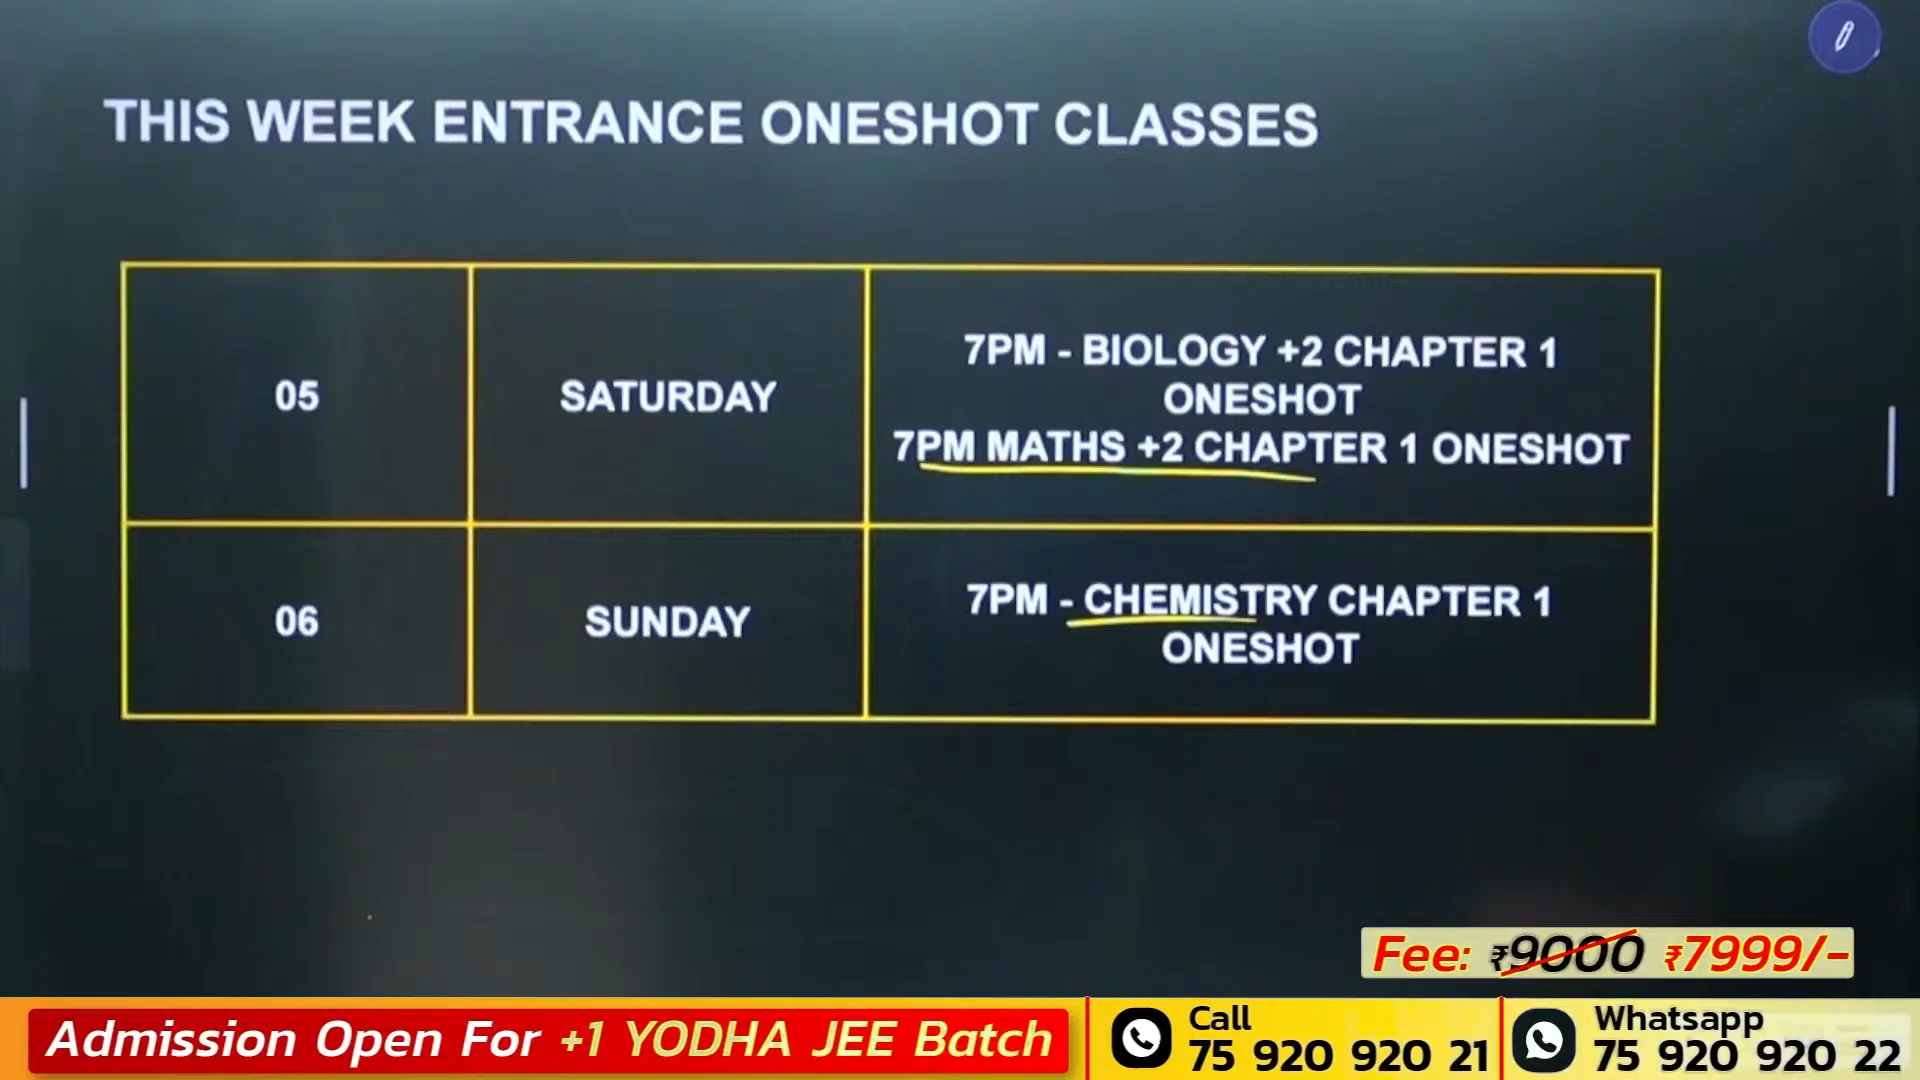 THIS WEEK ENTRANCE ONESHOT CLASSES
05
SATURDAY
7PM - BIOLOGY +2 CHAPTER 1
ONESHOT
7PM MATHS +2 CHAPTER 1 ONESHOT
06
SUNDAY
7PM - CHEMISTRY CHAPTER 1
ONESHOT
Fee: ₹9000 ₹7999/-
Admission Open For +1 YODHA JEE Batch
Call
75 920 920 21
Whatsapp
75 920 920 22